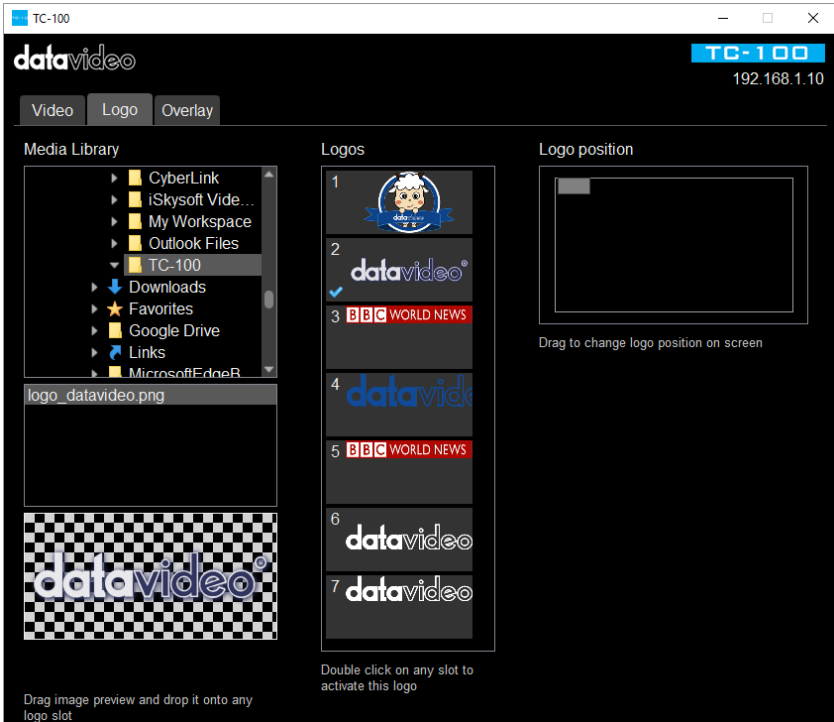 TC-100
datavideo
TC-100
192.168.1.10
Video
Logo
Overlay
Media Library
CyberLink
iSkysoft Vide...
My Workspace
Outlook Files
TC-100
Downloads
Favorites
Google Drive
Links
MicrosoftEdgeB
logo_datavideo.png
datavideo®
Drag image preview and drop it onto any
logo slot
Logos
1
datavideo
2
datavideo®
3 BBC WORLD NEWS
4
datavide
5 BBC WORLD NEWS
6
datavideo
7 datavideo
Double click on any slot to
activate this logo
Logo position
Drag to change logo position on screen